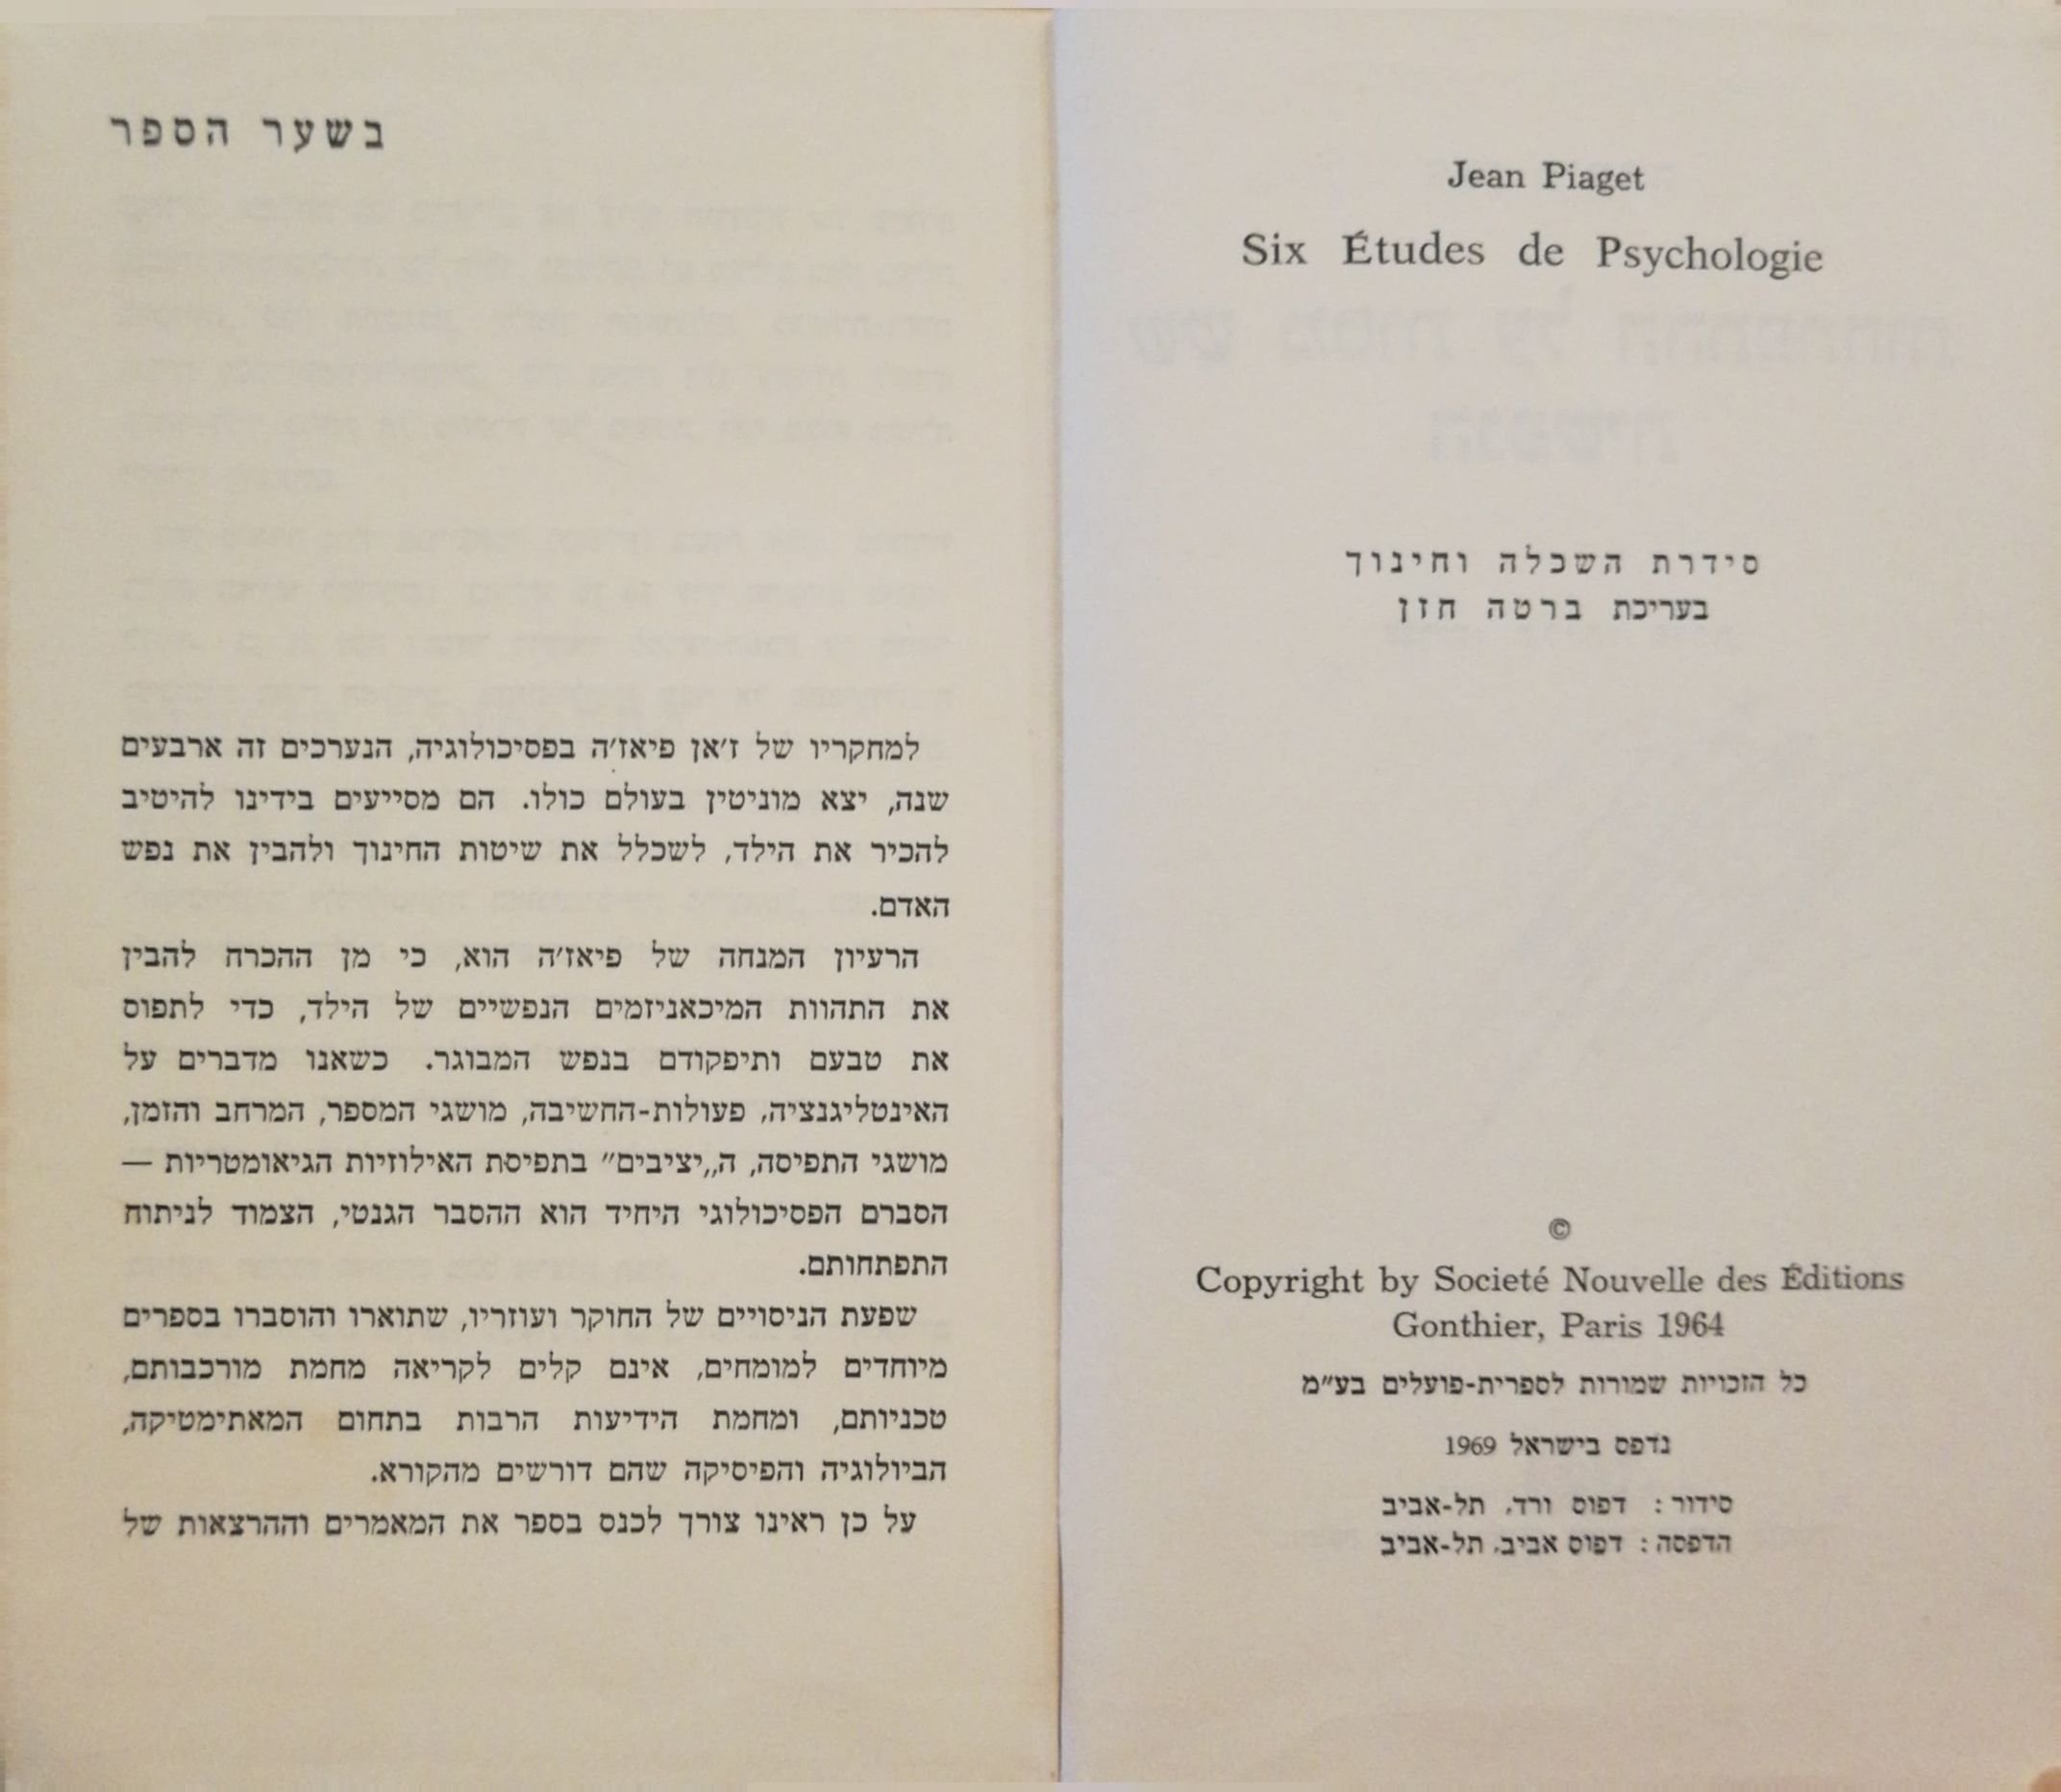 Jean Piaget
Six Études de Psychologie
סידרת השכלה וחינוך
בעריכת ברטה חזן
©
Copyright by Societé Nouvelle des Éditions
Gonthier, Paris 1964
כל הזכויות שמורות לספרית-פועלים בע״מ
נדפס בישראל 1969
סידור: דפוס ורד, תל-אביב
הדפסה: דפוס אביב, תל-אביב
בשער הספר
למחקריו של ז׳אן פיאז׳ה בפסיכולוגיה, הנערכים זה ארבעים
שנה, יצא מוניטין בעולם כולו. הם מסייעים בידינו להיטיב
להכיר את הילד, לשכלל את שיטות החינוך ולהבין את נפש
האדם.
הרעיון המנחה של פיאז׳ה הוא, כי מן ההכרח להבין
את התהוות המיכאניזמים הנפשיים של הילד, כדי לתפוס
את טבעם ותיפקודם בנפש המבוגר. כשאנו מדברים על
האינטליגנציה, פעולות-החשיבה, מושגי המספר, המרחב והזמן,
מושגי התפיסה, ה„יציבים״ בתפיסת האילוזיות הגיאומטריות —
הסברם הפסיכולוגי היחיד הוא ההסבר הגנטי, הצמוד לניתוח
התפתחותם.
שפעת הניסויים של החוקר ועוזריו, שתוארו והוסברו בספרים
מיוחדים למומחים, אינם קלים לקריאה מחמת מורכבותם,
טכניותם, ומחמת הידיעות הרבות בתחום המאתימטיקה,
הביולוגיה והפיסיקה שהם דורשים מהקורא.
על כן ראינו צורך לכנס בספר את המאמרים וההרצאות של